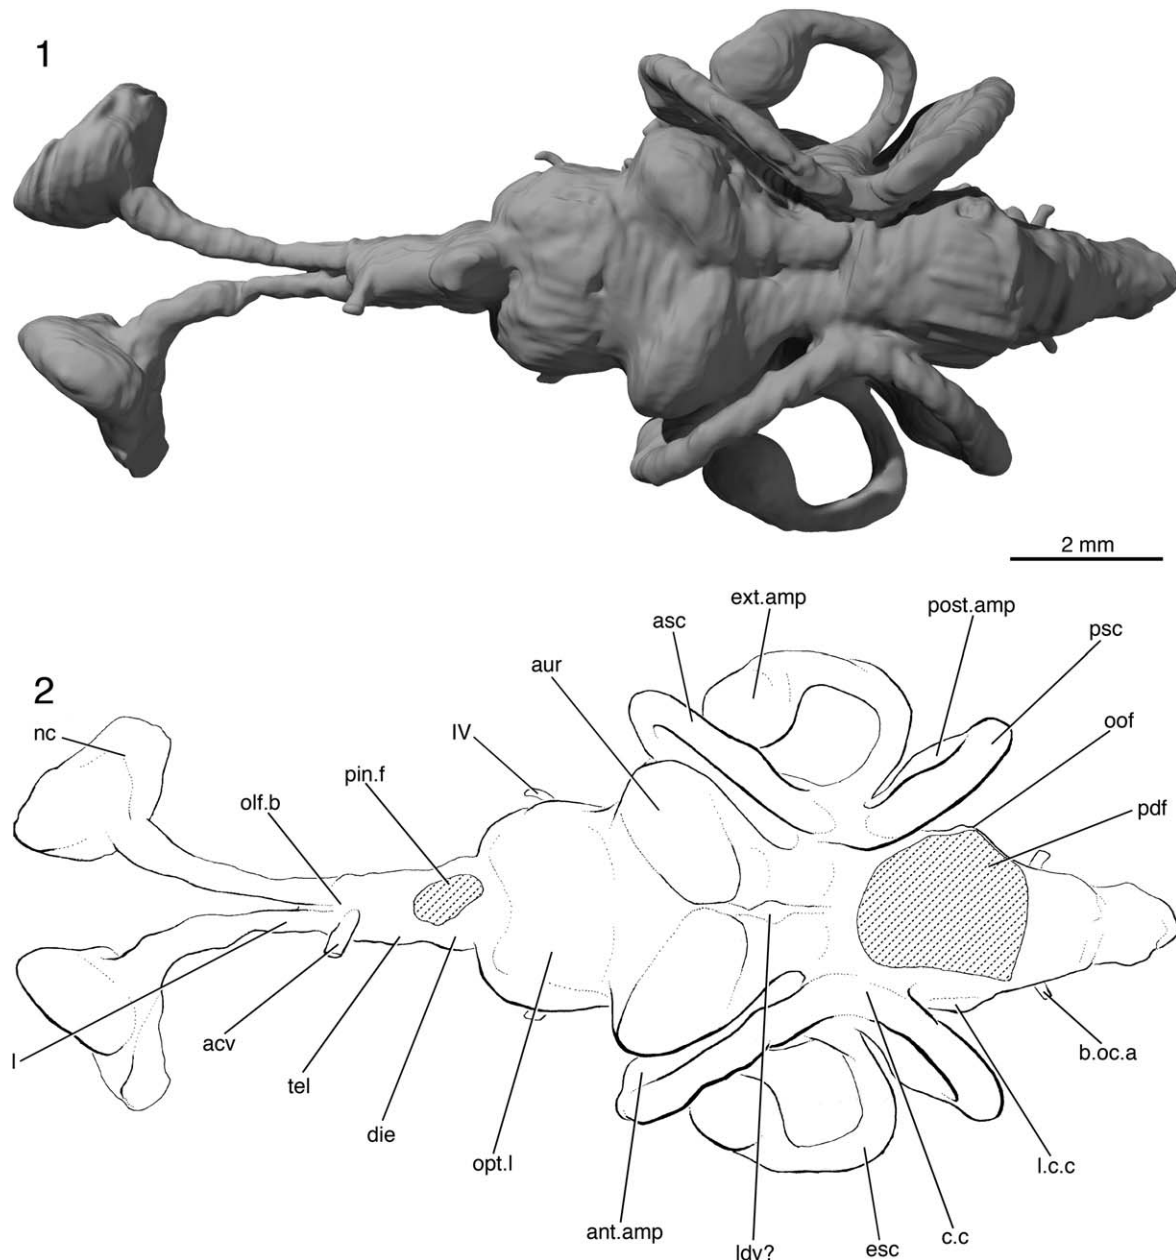 1
2 mm
ext.amp
post.amp
asc
psc
aur
2
IV
oof
nc
pin.f
pdf
olf.b
I
acv
tel
die
b.oc.a
opt.l
l.c.c
ant.amp
c.c
ldv?
esc